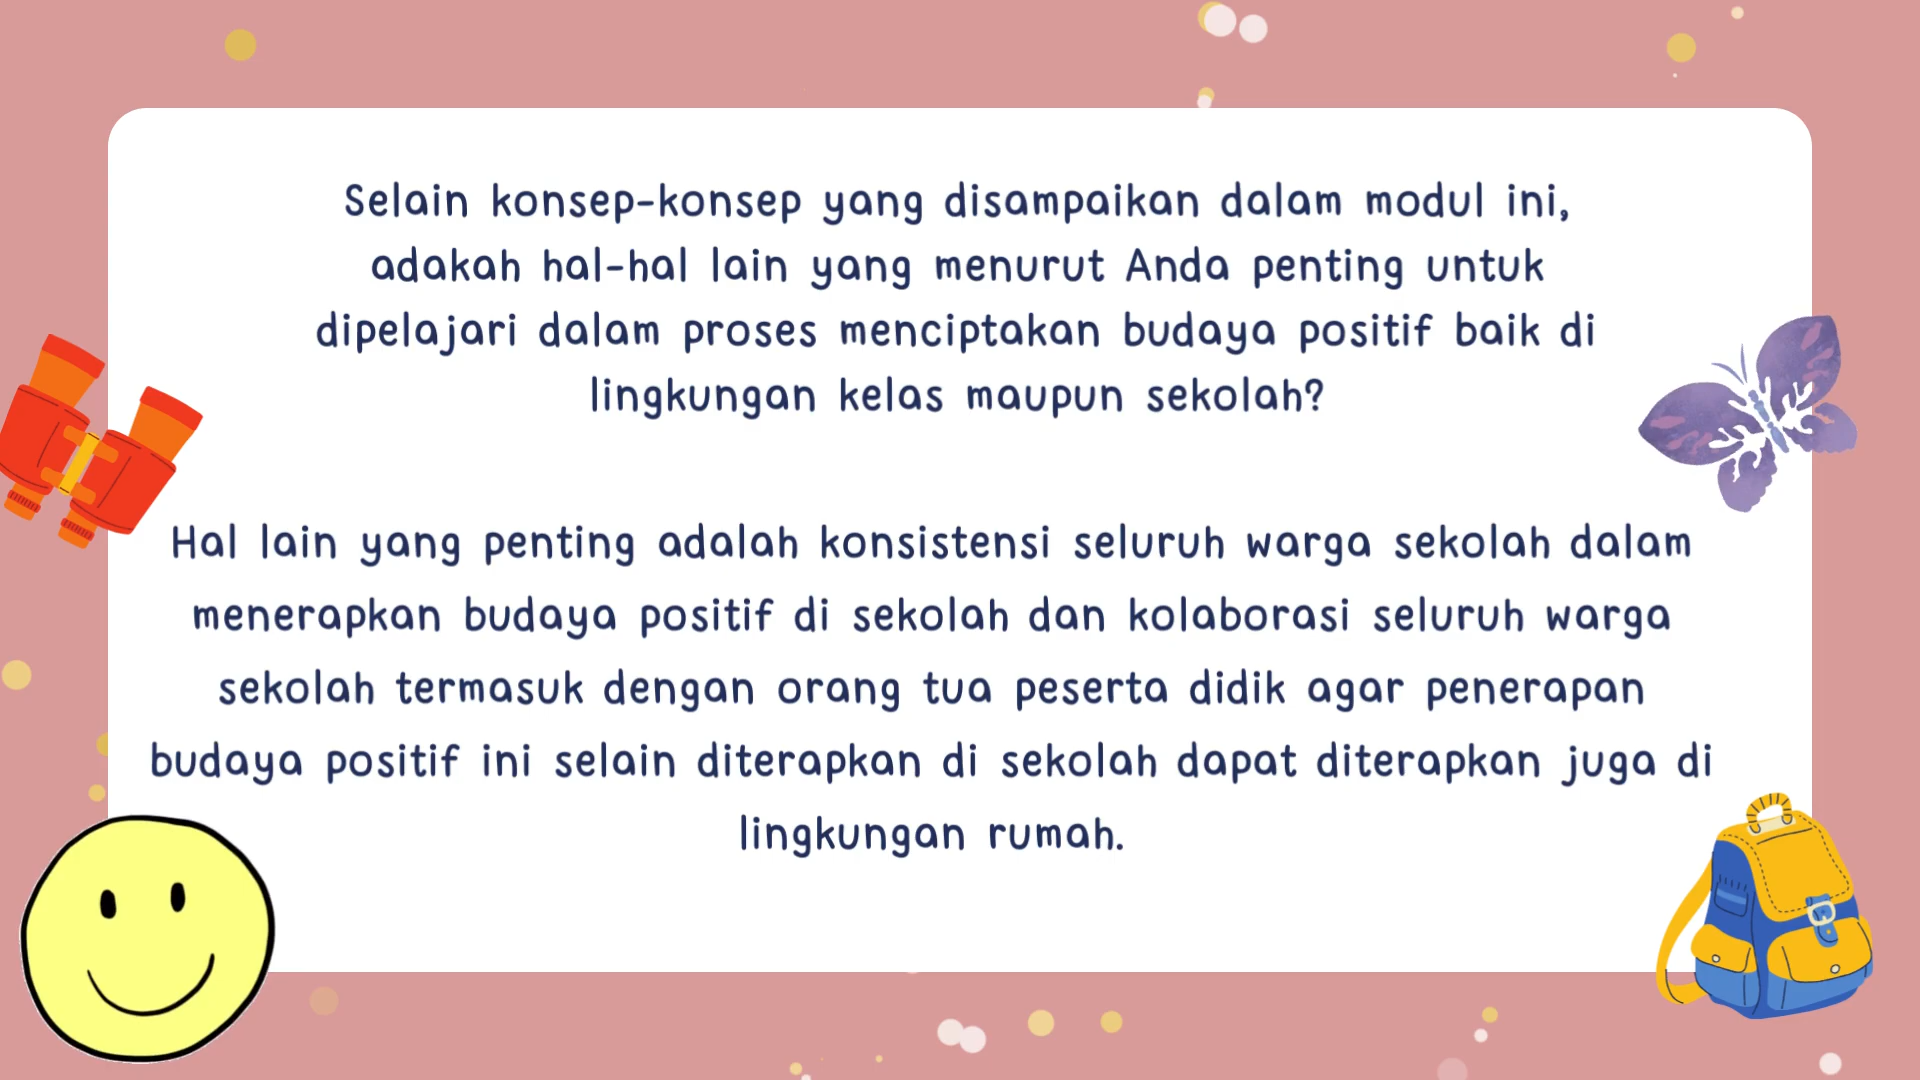 Selain konsep-konsep yang disampaikan dalam modul ini,
adakah hal-hal lain yang menurut Anda penting untuk
dipelajari dalam proses menciptakan budaya positif baik di
lingkungan kelas maupun sekolah?
Hal lain yang penting adalah konsistensi seluruh warga sekolah dalam
menerapkan budaya positif di sekolah dan kolaborasi seluruh warga
sekolah termasuk dengan orang tua peserta didik agar penerapan
budaya positif ini selain diterapkan di sekolah dapat diterapkan juga di
lingkungan rumah.